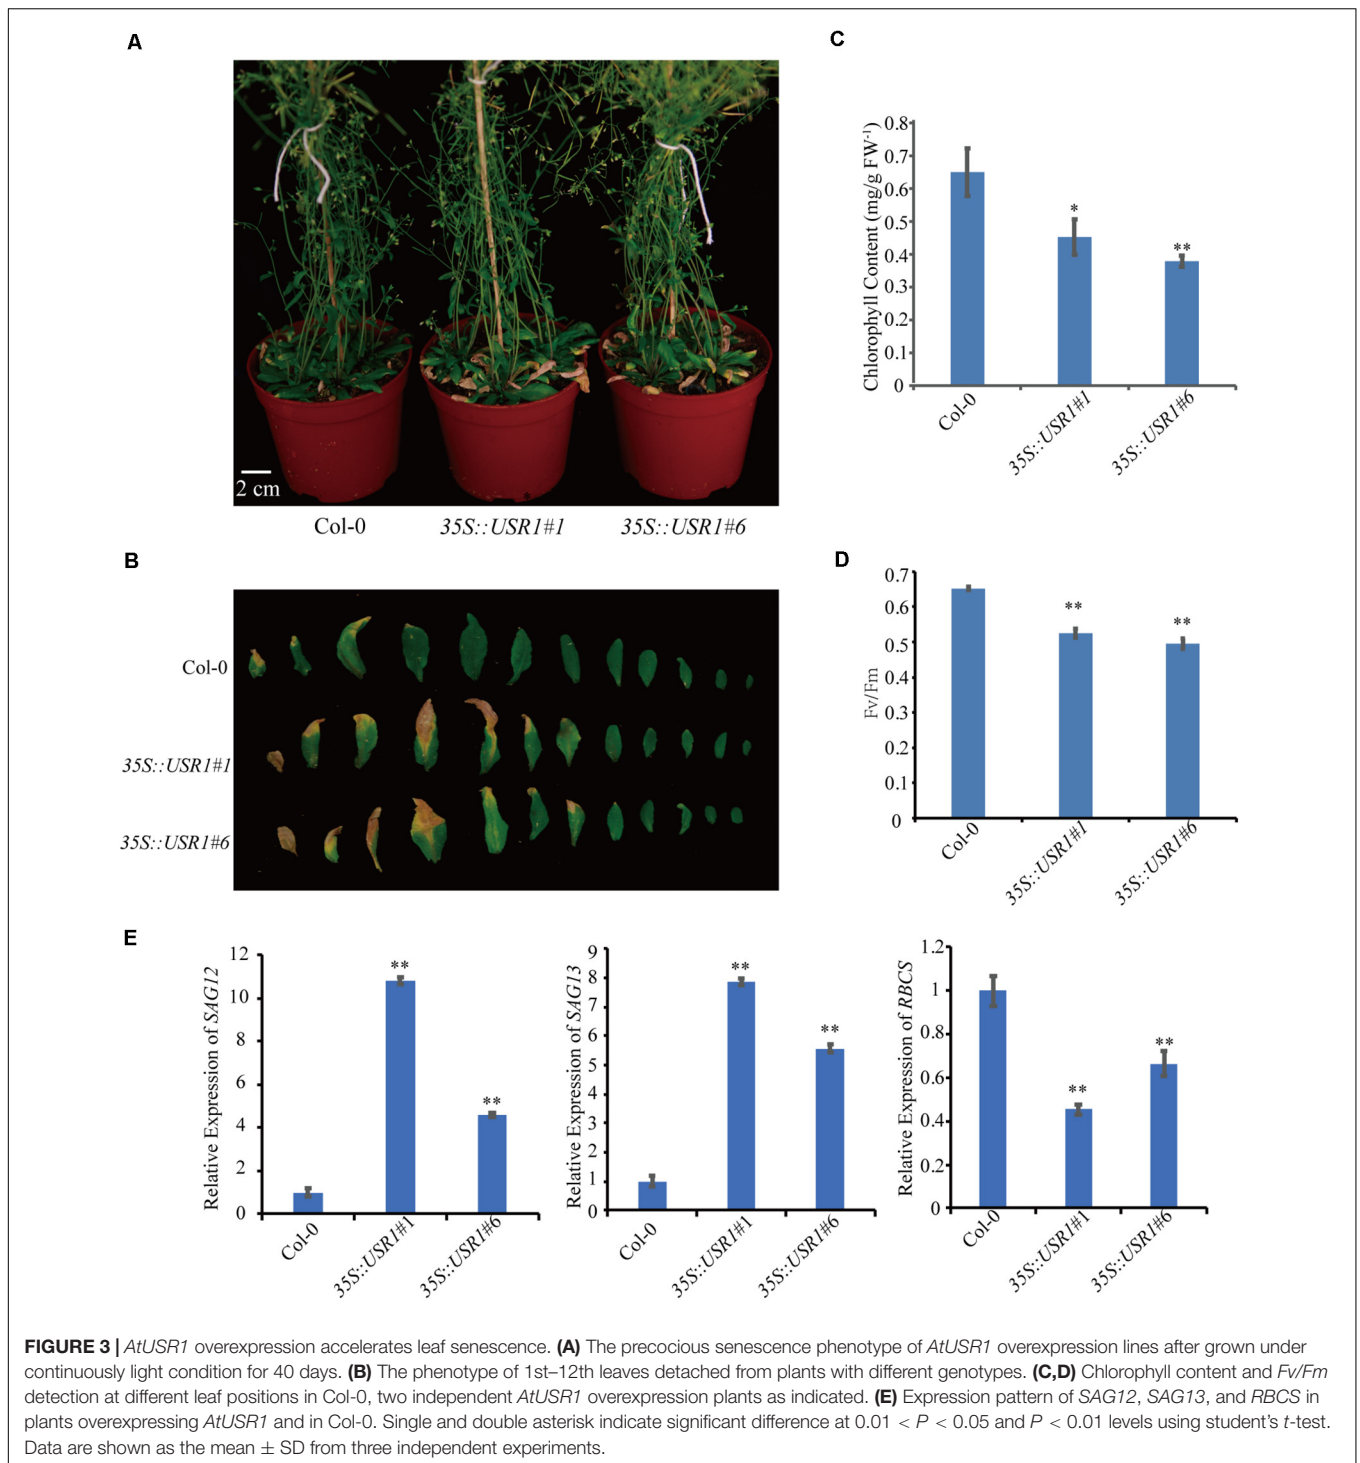 A
2 cm
Col-0
35S::USR1#1
35S::USR1#6
B
Col-0
35S::USR1#1
35S::USR1#6
C
Chlorophyll Content (mg/g FW-1)
0.8
0.7
0.6
0.5
0.4
0.3
0.2
0.1
0
*
**
Col-0
35S::USR1#1
35S::USR1#6
D
Fv/Fm
0.7
0.6
0.5
0.4
0.3
0.2
0.1
0
**
**
Col-0
35S::USR1#1
35S::USR1#6
E
Relative Expression of SAG12
12
10
8
6
4
2
0
**
**
Col-0
35S::USR1#1
35S::USR1#6
Relative Expression of SAG13
9
8
7
6
5
4
3
2
1
0
**
**
Col-0
35S::USR1#1
35S::USR1#6
Relative Expression of RBCS
1.2
1
0.8
0.6
0.4
0.2
0
**
**
Col-0
35S::USR1#1
35S::USR1#6
FIGURE 3 | AtUSR1 overexpression accelerates leaf senescence. (A) The precocious senescence phenotype of AtUSR1 overexpression lines after grown under
continuously light condition for 40 days. (B) The phenotype of 1st–12th leaves detached from plants with different genotypes. (C,D) Chlorophyll content and Fv/Fm
detection at different leaf positions in Col-0, two independent AtUSR1 overexpression plants as indicated. (E) Expression pattern of SAG12, SAG13, and RBCS in
plants overexpressing AtUSR1 and in Col-0. Single and double asterisk indicate significant difference at 0.01 < P < 0.05 and P < 0.01 levels using student's t-test.
Data are shown as the mean ± SD from three independent experiments.